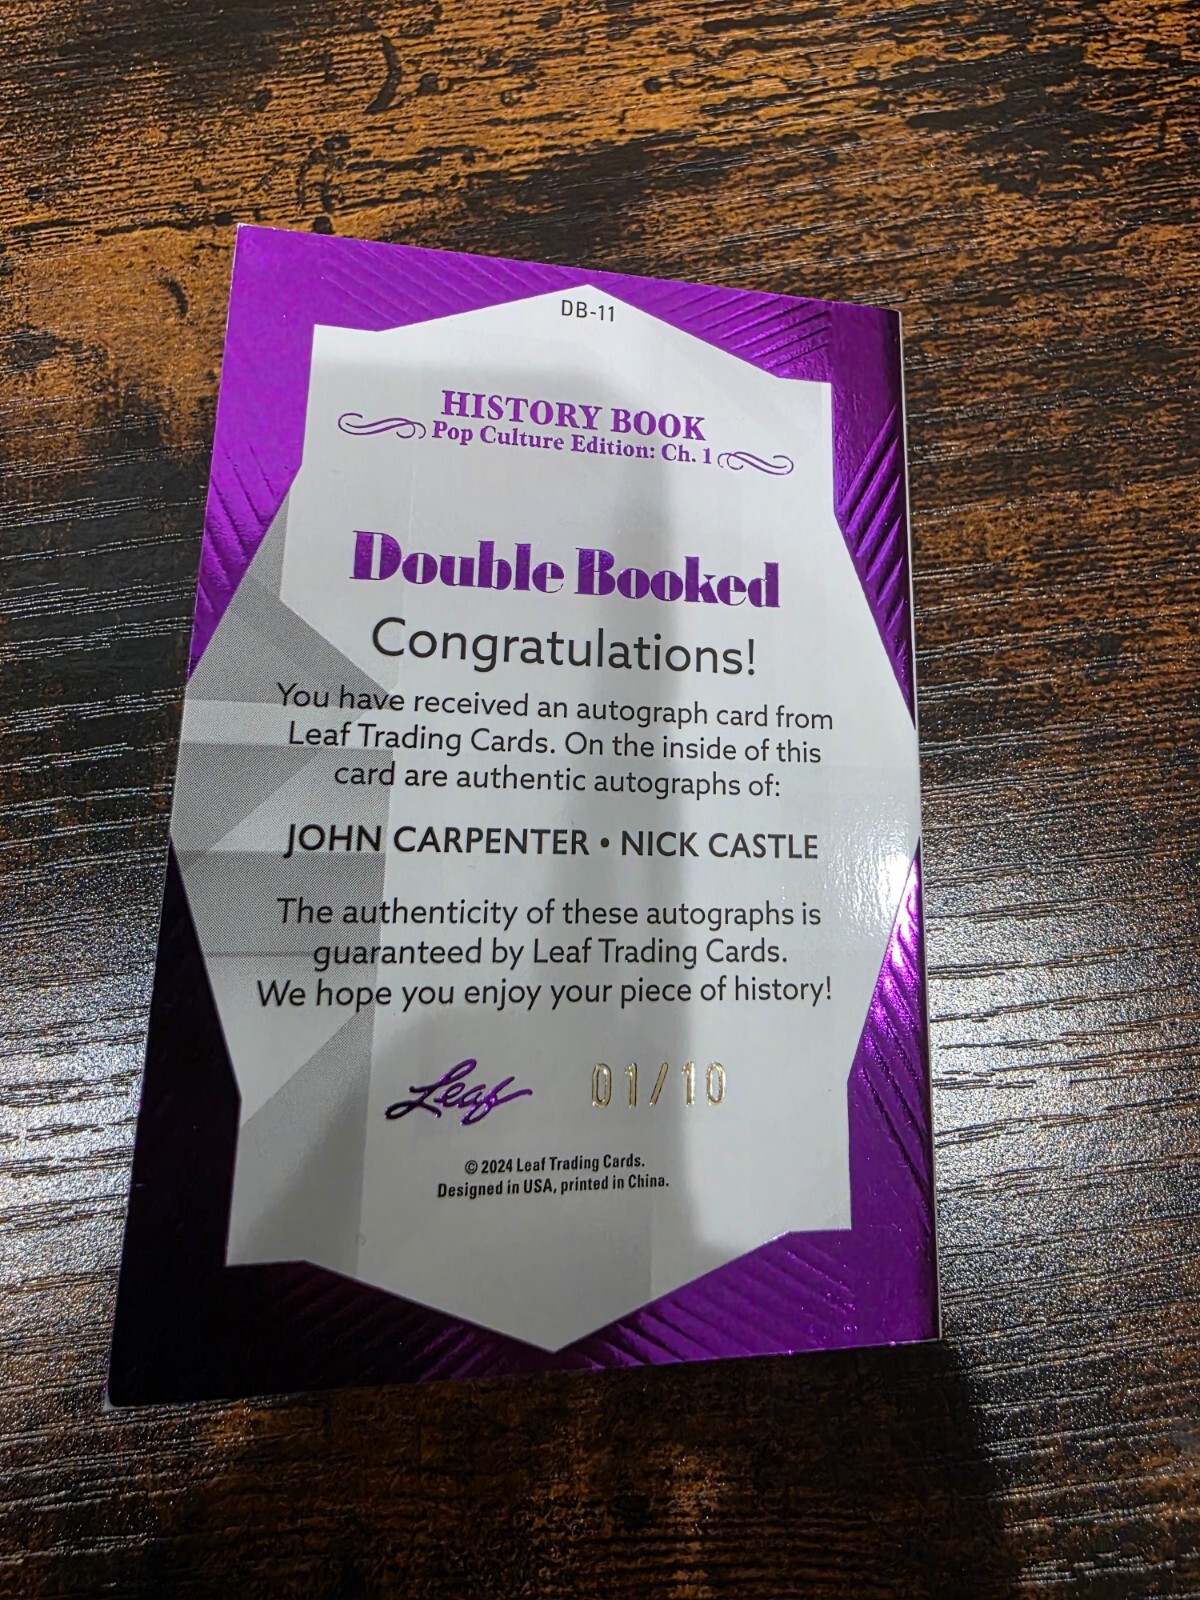 DB-11
HISTORY BOOK
Pop Culture Edition: Ch. 1
Double Booked
Congratulations!
You have received an autograph card from
Leaf Trading Cards. On the inside of this
card are authentic autographs of:
JOHN CARPENTER • NICK CASTLE
The authenticity of these autographs is
guaranteed by Leaf Trading Cards.
We hope you enjoy your piece of history!
Leaf 01/10
© 2024 Leaf Trading Cards.
Designed in USA, printed in China.